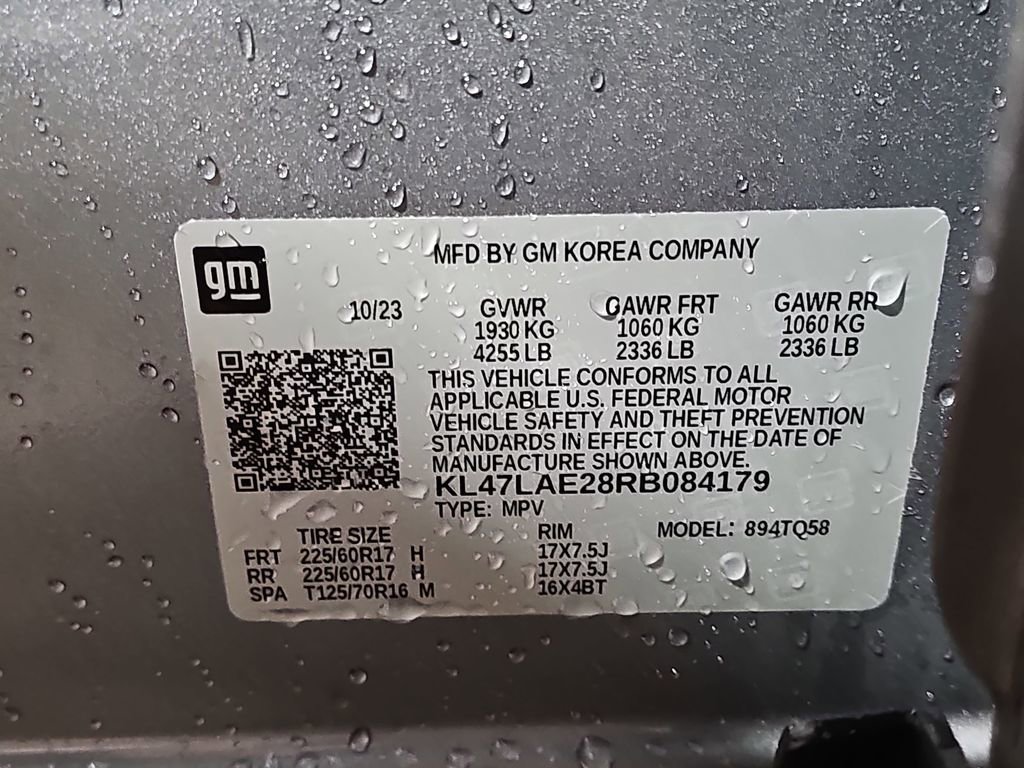 gm
MFD BY GM KOREA COMPANY
10/23 GVWR GAWR FRT GAWR RR
1930 KG 1060 KG 1060 KG
4255 LB 2336 LB 2336 LB
THIS VEHICLE CONFORMS TO ALL
APPLICABLE U.S. FEDERAL MOTOR
VEHICLE SAFETY AND THEFT PREVENTION
STANDARDS IN EFFECT ON THE DATE OF
MANUFACTURE SHOWN ABOVE.
KL47LAE28RB084179
TYPE: MPV
TIRE SIZE RIM MODEL: 894TQ58
FRT 225/60R17 H 17X7.5J
RR 225/60R17 H 17X7.5J
SPA T125/70R16 M 16X4BT